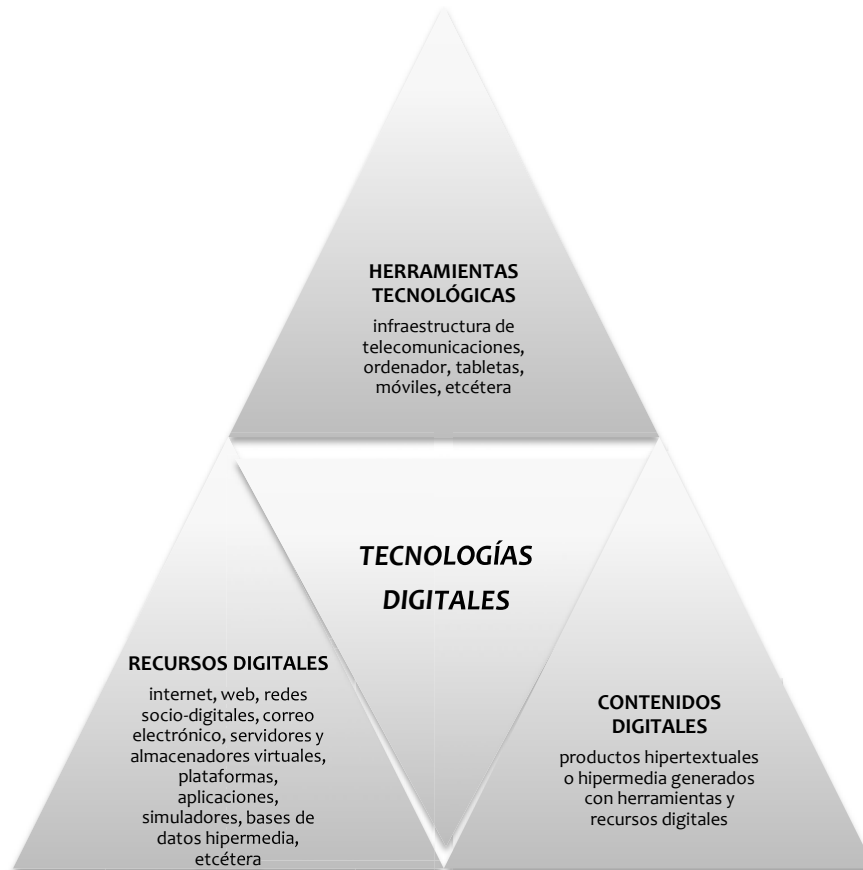 HERRAMIENTAS
TECNOLÓGICAS
infraestructura de
telecomunicaciones,
ordenador, tabletas,
móviles, etcétera
TECNOLOGÍAS
DIGITALES
RECURSOS DIGITALES
internet, web, redes
socio-digitales, correo
electrónico, servidores y
almacenadores virtuales,
plataformas,
aplicaciones,
simuladores, bases de
datos hipermedia,
etcétera
CONTENIDOS
DIGITALES
productos hipertextuales
o hipermedia generados
con herramientas y
recursos digitales